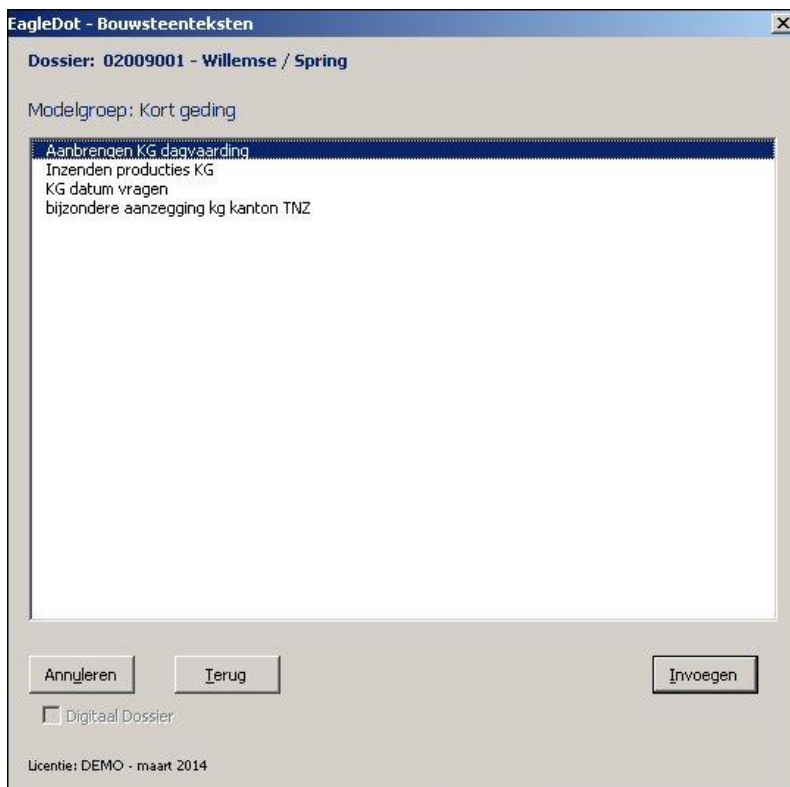 EagleDot - Bouwsteenteksten
Dossier: 02009001 - Willemse / Spring
Modelgroep: Kort geding
Aanbrengen KG dagvaarding
Inzenden producties KG
KG datum vragen
bijzondere aanzegging kg kanton TNZ
Annuleren Terug Invoegen
Digitaal Dossier
Licentie: DEMO - maart 2014